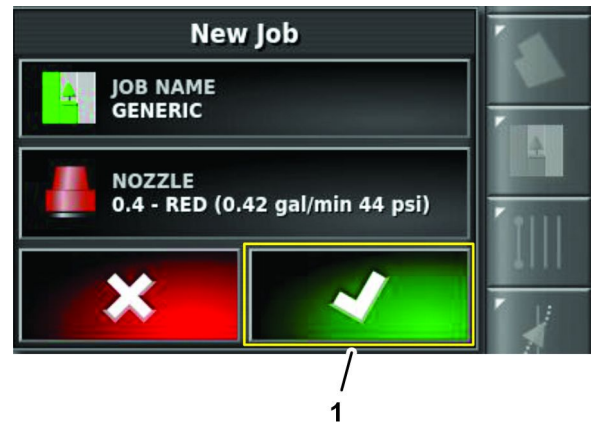 New Job
JOB NAME
GENERIC
NOZZLE
0.4 - RED (0.42 gal/min 44 psi)
1